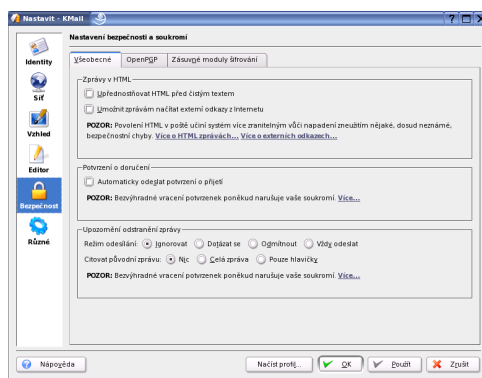 Nastavit - KMail
Nastavení bezpečnosti a soukromí
Identity
Síť
Vzhled
Editor
Bezpečnost
Různé
Všeobecné OpenPGP Zásuvné moduly šifrování
Zprávy v HTML
Upřednostňovat HTML před čistým textem
Umožnit zprávám načítat externí odkazy z Internetu
POZOR: Povolení HTML v poště učiní systém více zranitelným vůči napadení zneužitím nějaké, dosud neznámé,
bezpečnostní chyby. Více o HTML zprávách... Více o externích odkazech...
Potvrzení o doručení
Automaticky odeslat potvrzení o přijetí
POZOR: Bezvýhradné vracení potvrzenek poněkud narušuje vaše soukromí. Více...
Upozornění odstranění zprávy
Režim odesílání: Ignorovat Dotázat se Odmítnout Vždy odeslat
Citovat původní zprávu: Nic Celá zpráva Pouze hlavičky
POZOR: Bezvýhradné vracení potvrzenek poněkud narušuje vaše soukromí. Více...
Nápověda Načíst profil... OK Použít Zrušit